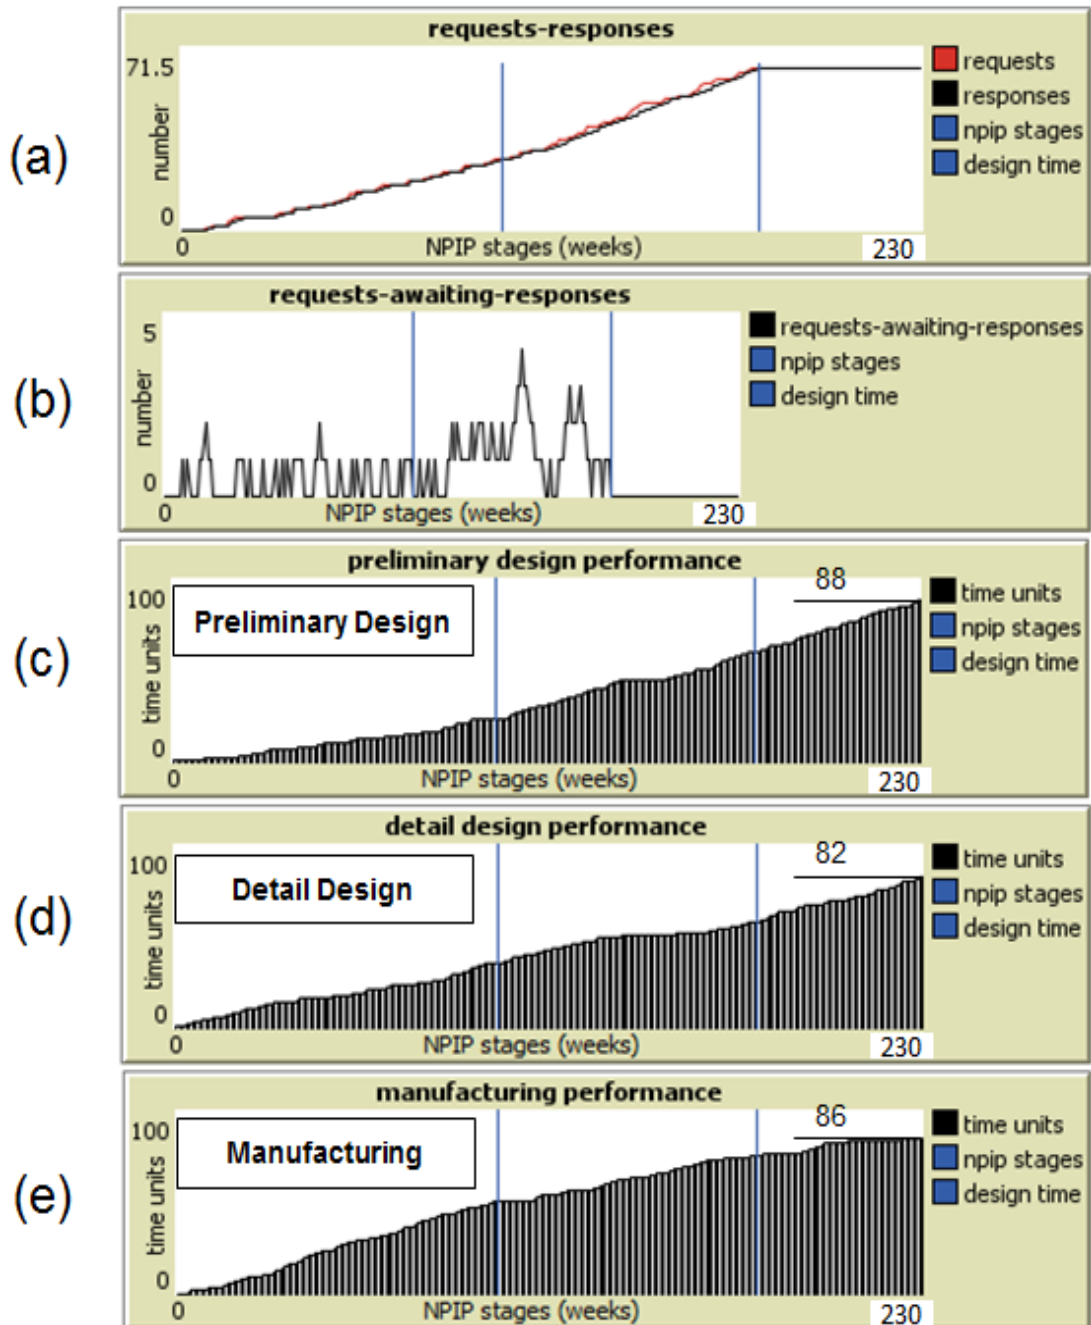 (a)
requests-responses
71.5
number
0
0
NPIP stages (weeks)
230
requests
responses
npip stages
design time
(b)
requests-awaiting-responses
5
number
0
0
NPIP stages (weeks)
230
requests-awaiting-responses
npip stages
design time
(c)
preliminary design performance
100
time units
0
Preliminary Design
88
0
NPIP stages (weeks)
230
time units
npip stages
design time
(d)
detail design performance
100
time units
0
Detail Design
82
0
NPIP stages (weeks)
230
time units
npip stages
design time
(e)
manufacturing performance
100
time units
0
Manufacturing
86
0
NPIP stages (weeks)
230
time units
npip stages
design time